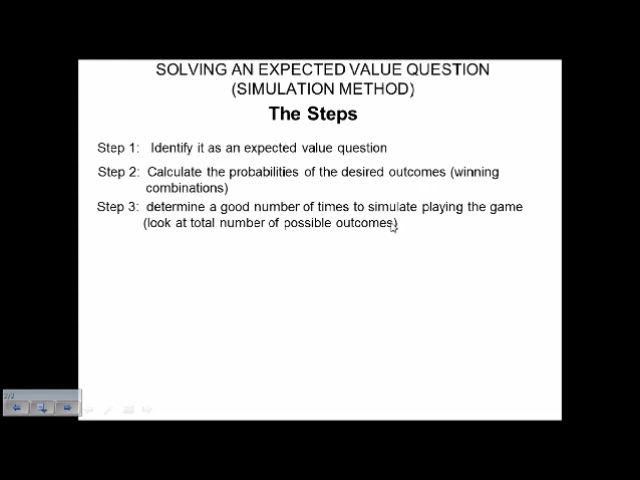 SOLVING AN EXPECTED VALUE QUESTION
(SIMULATION METHOD)
The Steps
Step 1: Identify it as an expected value question
Step 2: Calculate the probabilities of the desired outcomes (winning
combinations)
Step 3: determine a good number of times to simulate playing the game
(look at total number of possible outcomes)
2/2